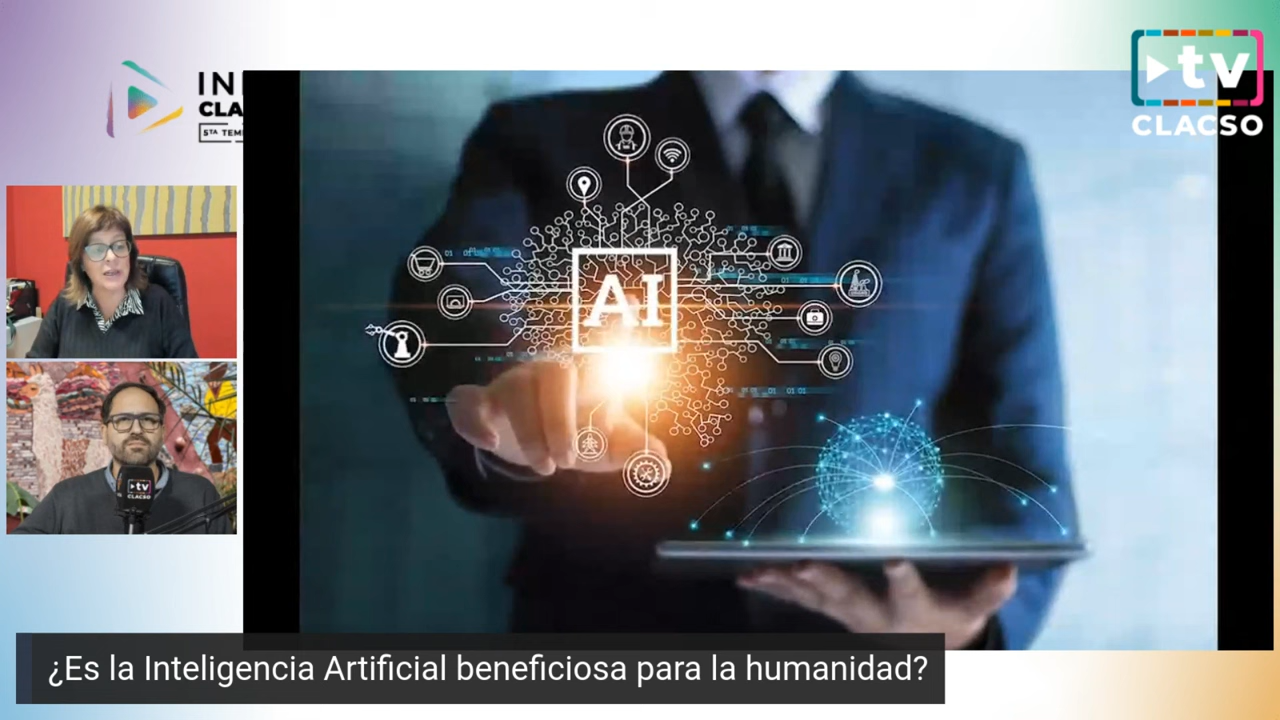 IN
CLA
5TA TEM
tv
CLACSO
AI
tv
CLACSO
¿Es la Inteligencia Artificial beneficiosa para la humanidad?